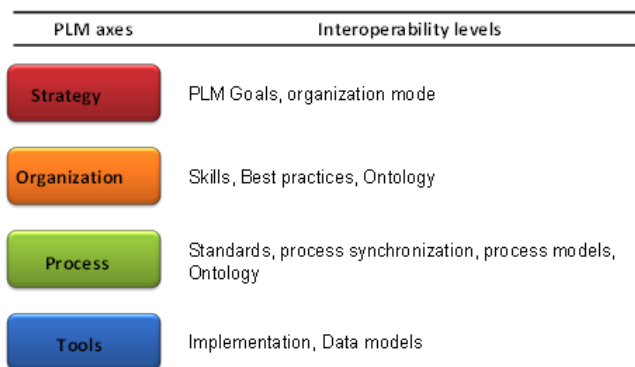 PLM axes Interoperability levels
Strategy PLM Goals, organization mode
Organization Skills, Best practices, Ontology
Process Standards, process synchronization, process models,
Ontology
Tools Implementation, Data models